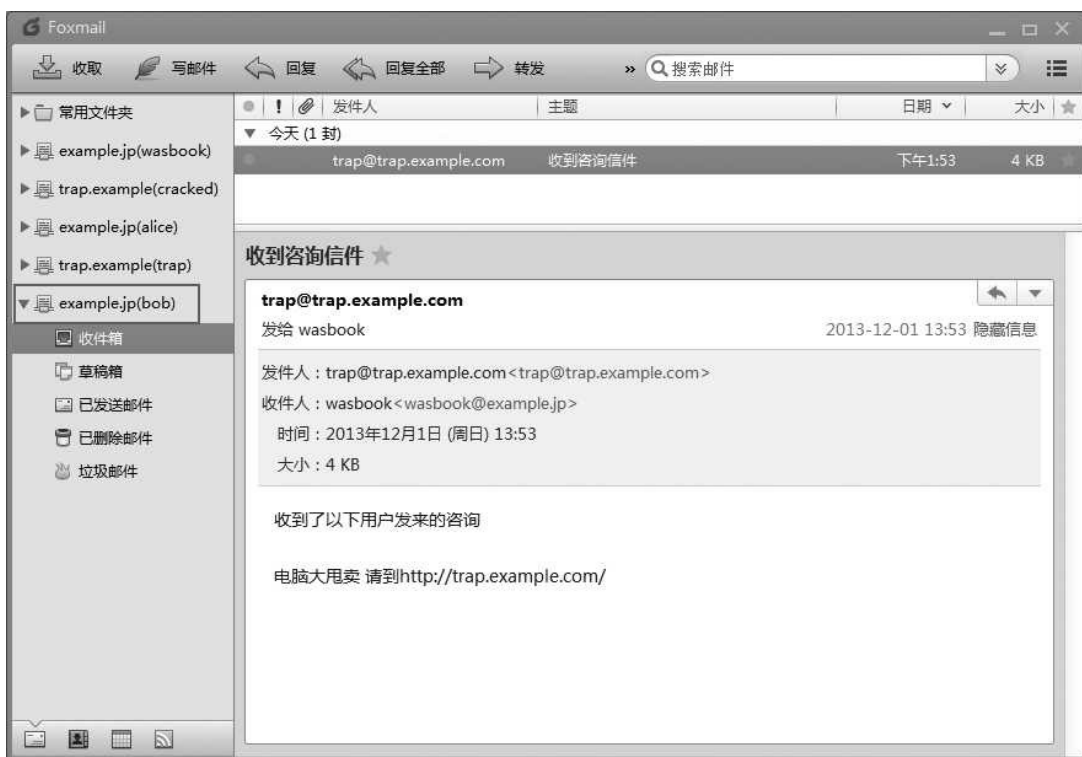 Foxmail
收取 写邮件 回复 回复全部 转发 » 搜索邮件
常用文件夹
example.jp(wasbook)
trap.example(cracked)
example.jp(alice)
trap.example(trap)
example.jp(bob)
收件箱
草稿箱
已发送邮件
已删除邮件
垃圾邮件
! 发件人 主题 日期 大小
今天 (1 封)
trap@trap.example.com 收到咨询信件 下午1:53 4 KB
收到咨询信件
trap@trap.example.com
发给 wasbook 2013-12-01 13:53 隐藏信息
发件人：trap@trap.example.com<trap@trap.example.com>
收件人：wasbook<wasbook@example.jp>
时间：2013年12月1日 (周日) 13:53
大小：4 KB
收到了以下用户发来的咨询
电脑大甩卖 请到http://trap.example.com/